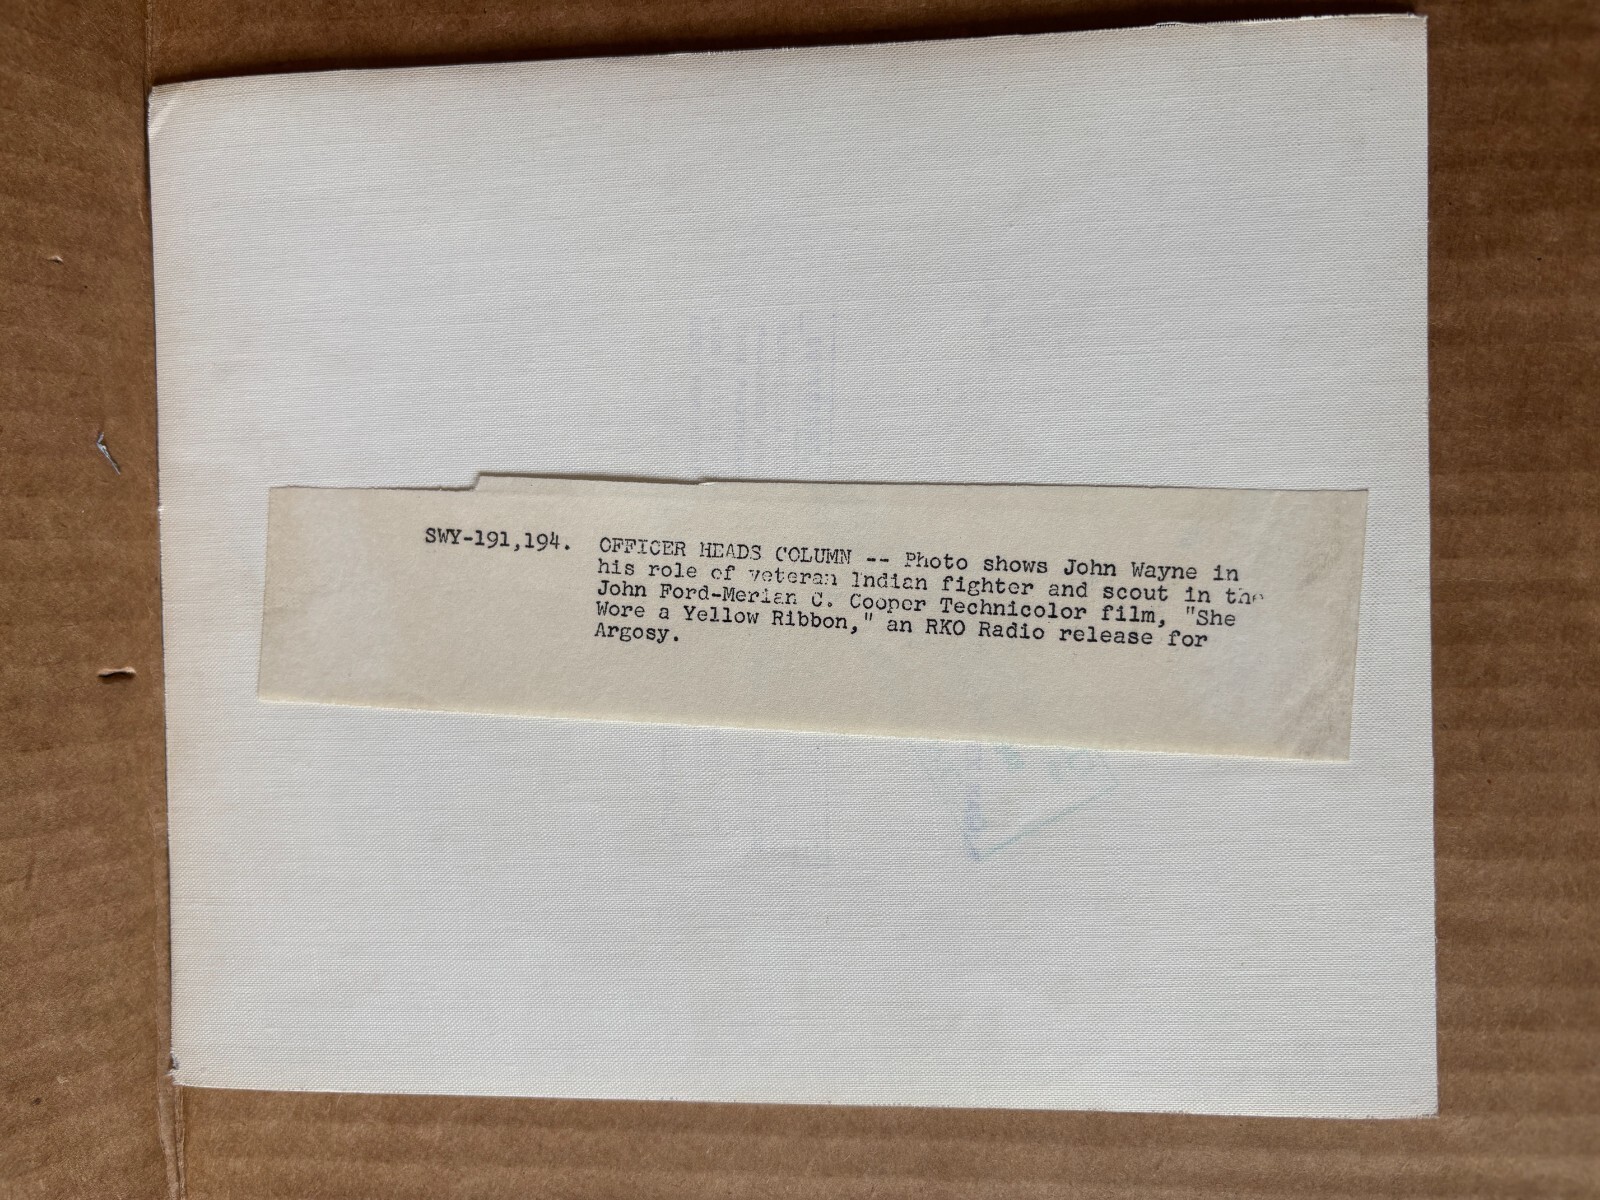 SWY-191,194. OFFICER HEADS COLUMN -- Photo shows John Wayne in
his role of veteran Indian fighter and scout in the
John Ford-Merian C. Cooper Technicolor film, "She
Wore a Yellow Ribbon," an RKO Radio release for
Argosy.